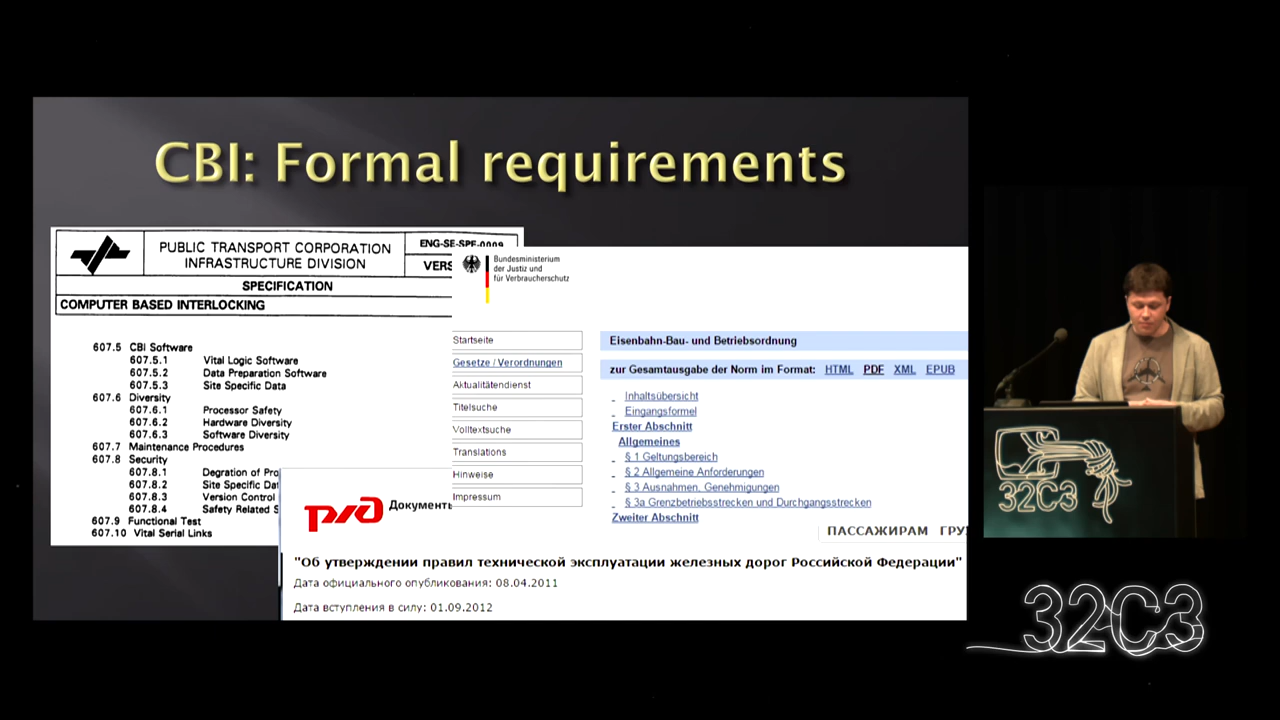 CBI: Formal requirements
PUBLIC TRANSPORT CORPORATION
INFRASTRUCTURE DIVISION
ENG-SE-SPE-0009
VERS
SPECIFICATION
COMPUTER BASED INTERLOCKING
607.5 CBI Software
607.5.1 Vital Logic Software
607.5.2 Data Preparation Software
607.5.3 Site Specific Data
607.6 Diversity
607.6.1 Processor Safety
607.6.2 Hardware Diversity
607.6.3 Software Diversity
607.7 Maintenance Procedures
607.8 Security
607.8.1 Degration of Pro
607.8.2 Site Specific Dat
607.8.3 Version Control
607.8.4 Safety Related S
607.9 Functional Test
607.10 Vital Serial Links
Bundesministerium
der Justiz und
für Verbraucherschutz
Startseite
Gesetze / Verordnungen
Aktualitätendienst
Titelsuche
Volltextsuche
Translations
Hinweise
Impressum
Eisenbahn-Bau- und Betriebsordnung
zur Gesamtausgabe der Norm im Format: HTML PDF XML EPUB
Inhaltsübersicht
Eingangsformel
Erster Abschnitt
Allgemeines
§ 1 Geltungsbereich
§ 2 Allgemeine Anforderungen
§ 3 Ausnahmen, Genehmigungen
§ 3a Grenzbetriebsstrecken und Durchgangsstrecken
Zweiter Abschnitt
ржд Документы
ПАССАЖИРАМ ГРУ
"Об утверждении правил технической эксплуатации железных дорог Российской Федерации"
Дата официального опубликования: 08.04.2011
Дата вступления в силу: 01.09.2012
32C3
32C3